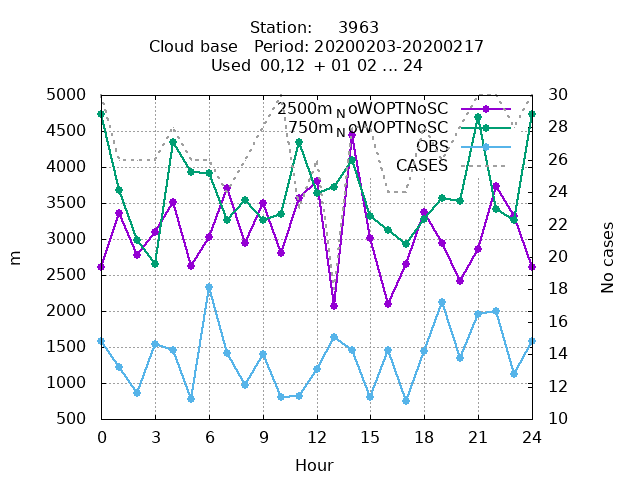 Station: 3963
Cloud base Period: 20200203-20200217
Used 00,12 + 01 02 ... 24
2500m NoWOPTNoSC
750m NoWOPTNoSC
OBS
CASES
5000
4500
4000
3500
3000
2500
2000
1500
1000
500
m
30
28
26
24
22
20
18
16
14
12
10
No cases
0 3 6 9 12 15 18 21 24
Hour